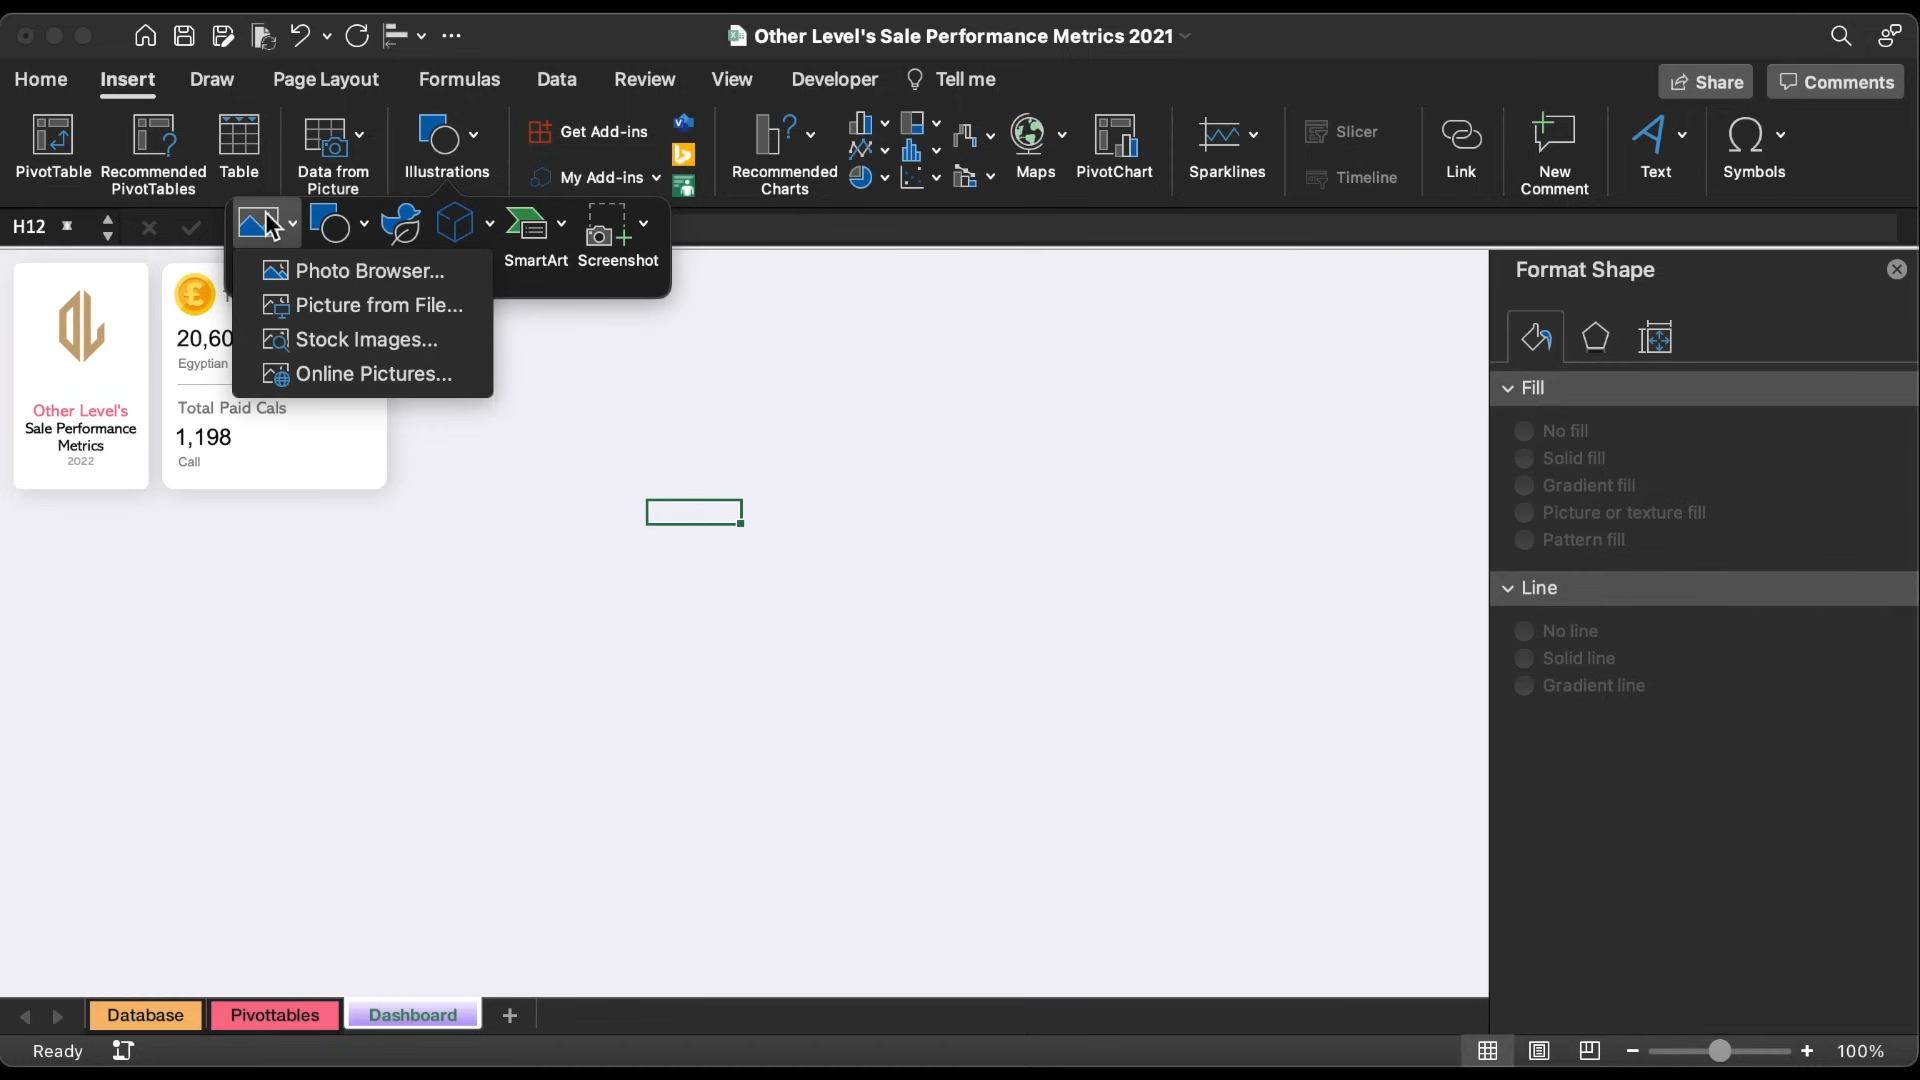 Other Level's Sale Performance Metrics 2021
Home Insert Draw Page Layout Formulas Data Review View Developer Tell me
Share Comments
PivotTable
Recommended
PivotTables
Table
Data from
Picture
Illustrations
Get Add-ins
My Add-ins
Recommended
Charts
Maps
PivotChart
Sparklines
Slicer
Timeline
Link
New
Comment
Text
Symbols
H12
SmartArt Screenshot
Photo Browser...
Picture from File...
Stock Images...
Online Pictures...
OL
Other Level's
Sale Performance
Metrics
2022
£
20,60
Egyptian
Total Paid Cals
1,198
Call
Format Shape
Fill
No fill
Solid fill
Gradient fill
Picture or texture fill
Pattern fill
Line
No line
Solid line
Gradient line
Database Pivottables Dashboard +
Ready
100%